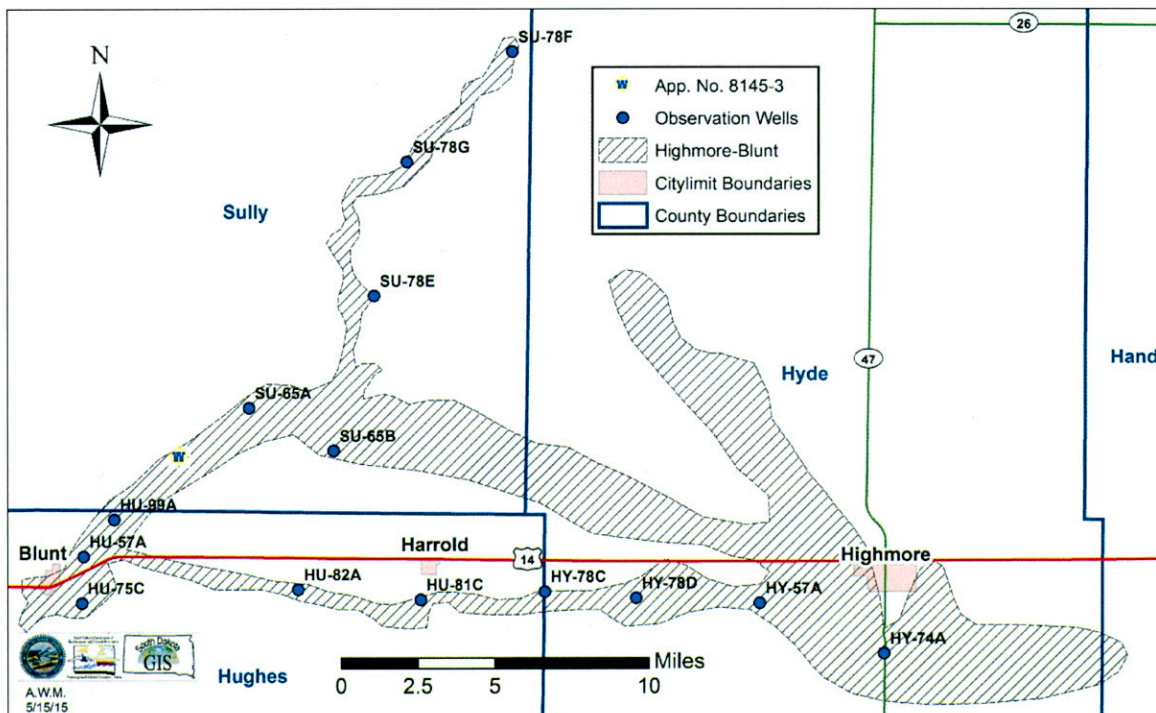 SU-78F
26
N
App. No. 8145-3
Observation Wells
Highmore-Blunt
Citylimit Boundaries
County Boundaries
W
SU-78G
Sully
SU-78E
Hyde
47
Hand
SU-65A
SU-65B
W
HU-99A
HU-57A
Blunt
Harrold
14
Highmore
HU-75C
HU-82A
HU-81C
HY-78C
HY-78D
HY-57A
HY-74A
South Dakota
GIS
Hughes
Miles
0 2.5 5 10
A.W.M.
5/15/15